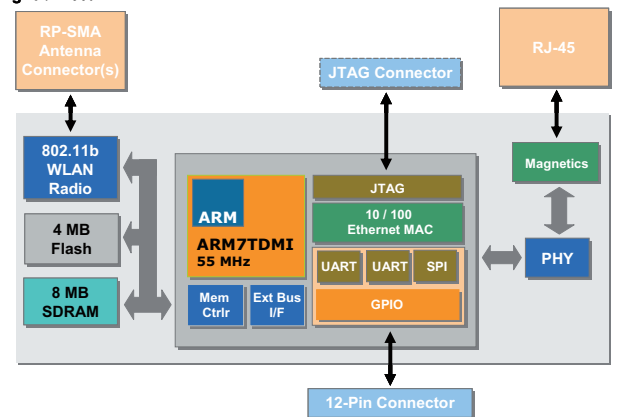 RP-SMA
Antenna
Connector(s)
RJ-45
JTAG Connector
802.11b
WLAN
Radio
4 MB
Flash
8 MB
SDRAM
ARM
ARM7TDMI
55 MHz
Mem
Ctrlr
Ext Bus
I/F
JTAG
10 / 100
Ethernet MAC
UART
UART
SPI
GPIO
Magnetics
PHY
12-Pin Connector